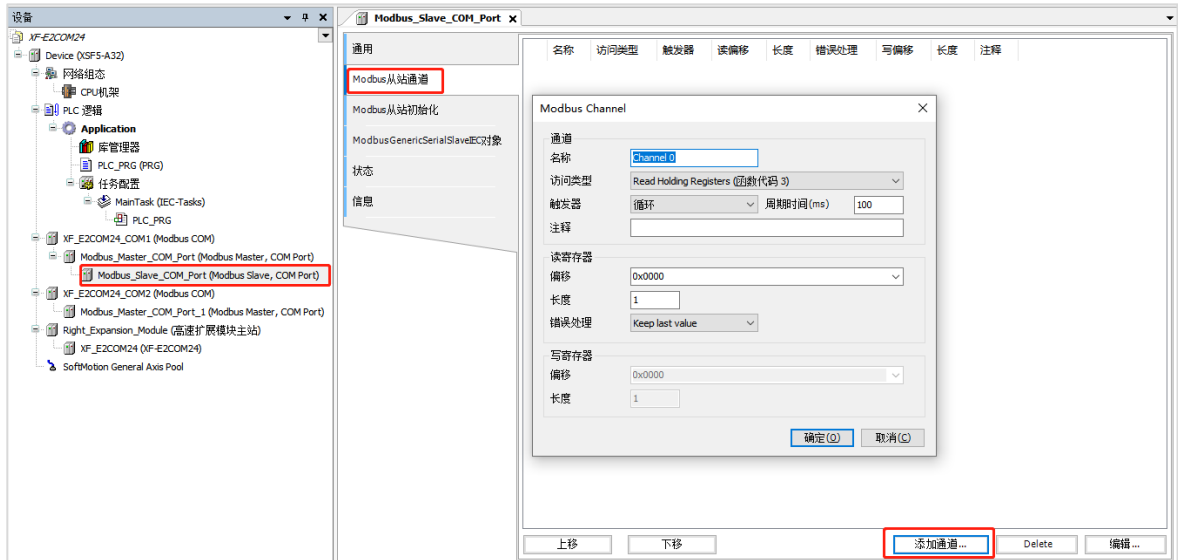 设备
XF-E2COM24
Device (XSF5-A32)
网络组态
CPU机架
PLC 逻辑
Application
库管理器
PLC_PRG (PRG)
任务配置
MainTask (IEC-Tasks)
PLC_PRG
XF_E2COM24_COM1 (Modbus COM)
Modbus_Master_COM_Port (Modbus Master, COM Port)
Modbus_Slave_COM_Port (Modbus Slave, COM Port)
XF_E2COM24_COM2 (Modbus COM)
Modbus_Master_COM_Port_1 (Modbus Master, COM Port)
Right_Expansion_Module (高速扩展模块主站)
XF_E2COM24 (XF-E2COM24)
SoftMotion General Axis Pool
Modbus_Slave_COM_Port
通用
Modbus从站通道
Modbus从站初始化
ModbusGenericSerialSlaveIEC对象
状态
信息
名称 访问类型 触发器 读偏移 长度 错误处理 写偏移 长度 注释
Modbus Channel
通道
名称 Channel 0
访问类型 Read Holding Registers (函数代码 3)
触发器 循环 周期时间(ms) 100
注释
读寄存器
偏移 0x0000
长度 1
错误处理 Keep last value
写寄存器
偏移 0x0000
长度 1
确定(O) 取消(C)
上移 下移 添加通道... Delete 编辑...